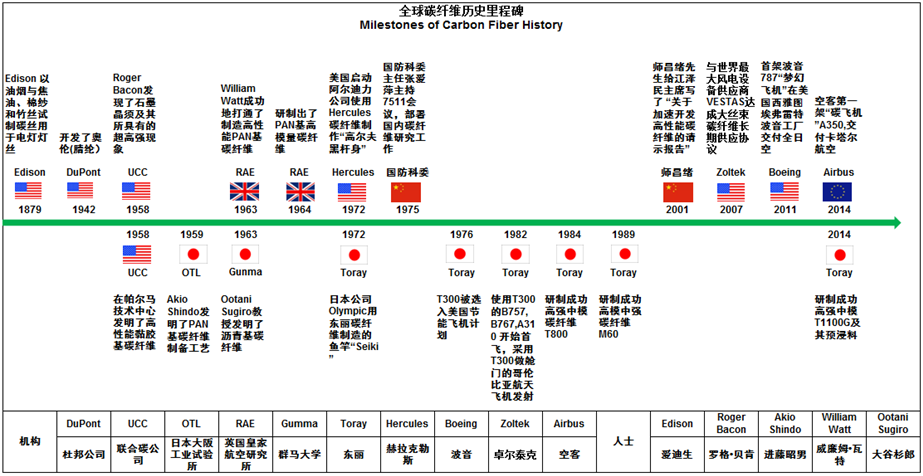 全球碳纤维历史里程碑
Milestones of Carbon Fiber History
Edison 以
油烟与焦
油、棉纱
和竹丝试
制碳丝用
于电灯灯
丝
开发了奥
伦(腈纶)
Roger
Bacon发
现了石墨
晶须及其
所具有的
超高强现
象
William
Watt成功
地打通了
制造高性
能PAN基
碳纤维
研制出了
PAN基高
模量碳纤
维
美国启动
阿尔迪力
公司使用
Hercules
碳纤维制
作“高尔夫
黑杆身”
国防科委
主任张爱
萍主持
7511会
议，部署
国内碳纤
维研究工
作
师昌绪先
生给江泽
民主席写
了 “关于
加速开发
高性能碳
纤维的请
示报告”
与世界最
大风电设
备供应商
VESTAS达
成大丝束
碳纤维长
期供应协
议
首架波音
787“梦幻
飞机”在美
国西雅图
埃弗雷特
波音工厂
交付全日
空
空客第一
架“碳飞机
”A350,交
付卡塔尔
航空
Edison
DuPont
UCC
RAE
RAE
Hercules
国防科委
师昌绪
Zoltek
Boeing
Airbus
1879
1942
1958
1963
1964
1972
1975
2001
2007
2011
2014
1958
1959
1963
1972
1976
1982
1984
1989
2014
UCC
OTL
Gunma
Toray
Toray
Toray
Toray
Toray
Toray
在帕尔马
技术中心
发明了高
性能黏胶
基碳纤维
Akio
Shindo发
明了PAN
基碳纤维
制备工艺
Ootani
Sugiro教
授发明了
沥青基碳
纤维
日本公司
Olympic用
东丽碳纤
维制造的
鱼竿“Seiki
”
T300被选
入美国节
能飞机计
划
使用T300
的B757,
B767,A31
0 开始首
飞，采用
T300做舱
门的哥伦
比亚航天
飞机发射
研制成功
高强中模
碳纤维
T800
研制成功
高模中强
碳纤维
M60
研制成功
高强中模
T1100G及
其预浸料
机构
DuPont
UCC
OTL
RAE
Gumma
Toray
Hercules
Boeing
Zoltek
Airbus
人士
Edison
Roger
Bacon
Akio
Shindo
William
Watt
Ootani
Sugiro
杜邦公司
联合碳公
司
日本大阪
工业试验
所
英国皇家
航空研究
所
群马大学
东丽
赫拉克勒
斯
波音
卓尔泰克
空客
爱迪生
罗格•贝肯
进藤昭男
威廉姆•瓦
特
大谷杉郎